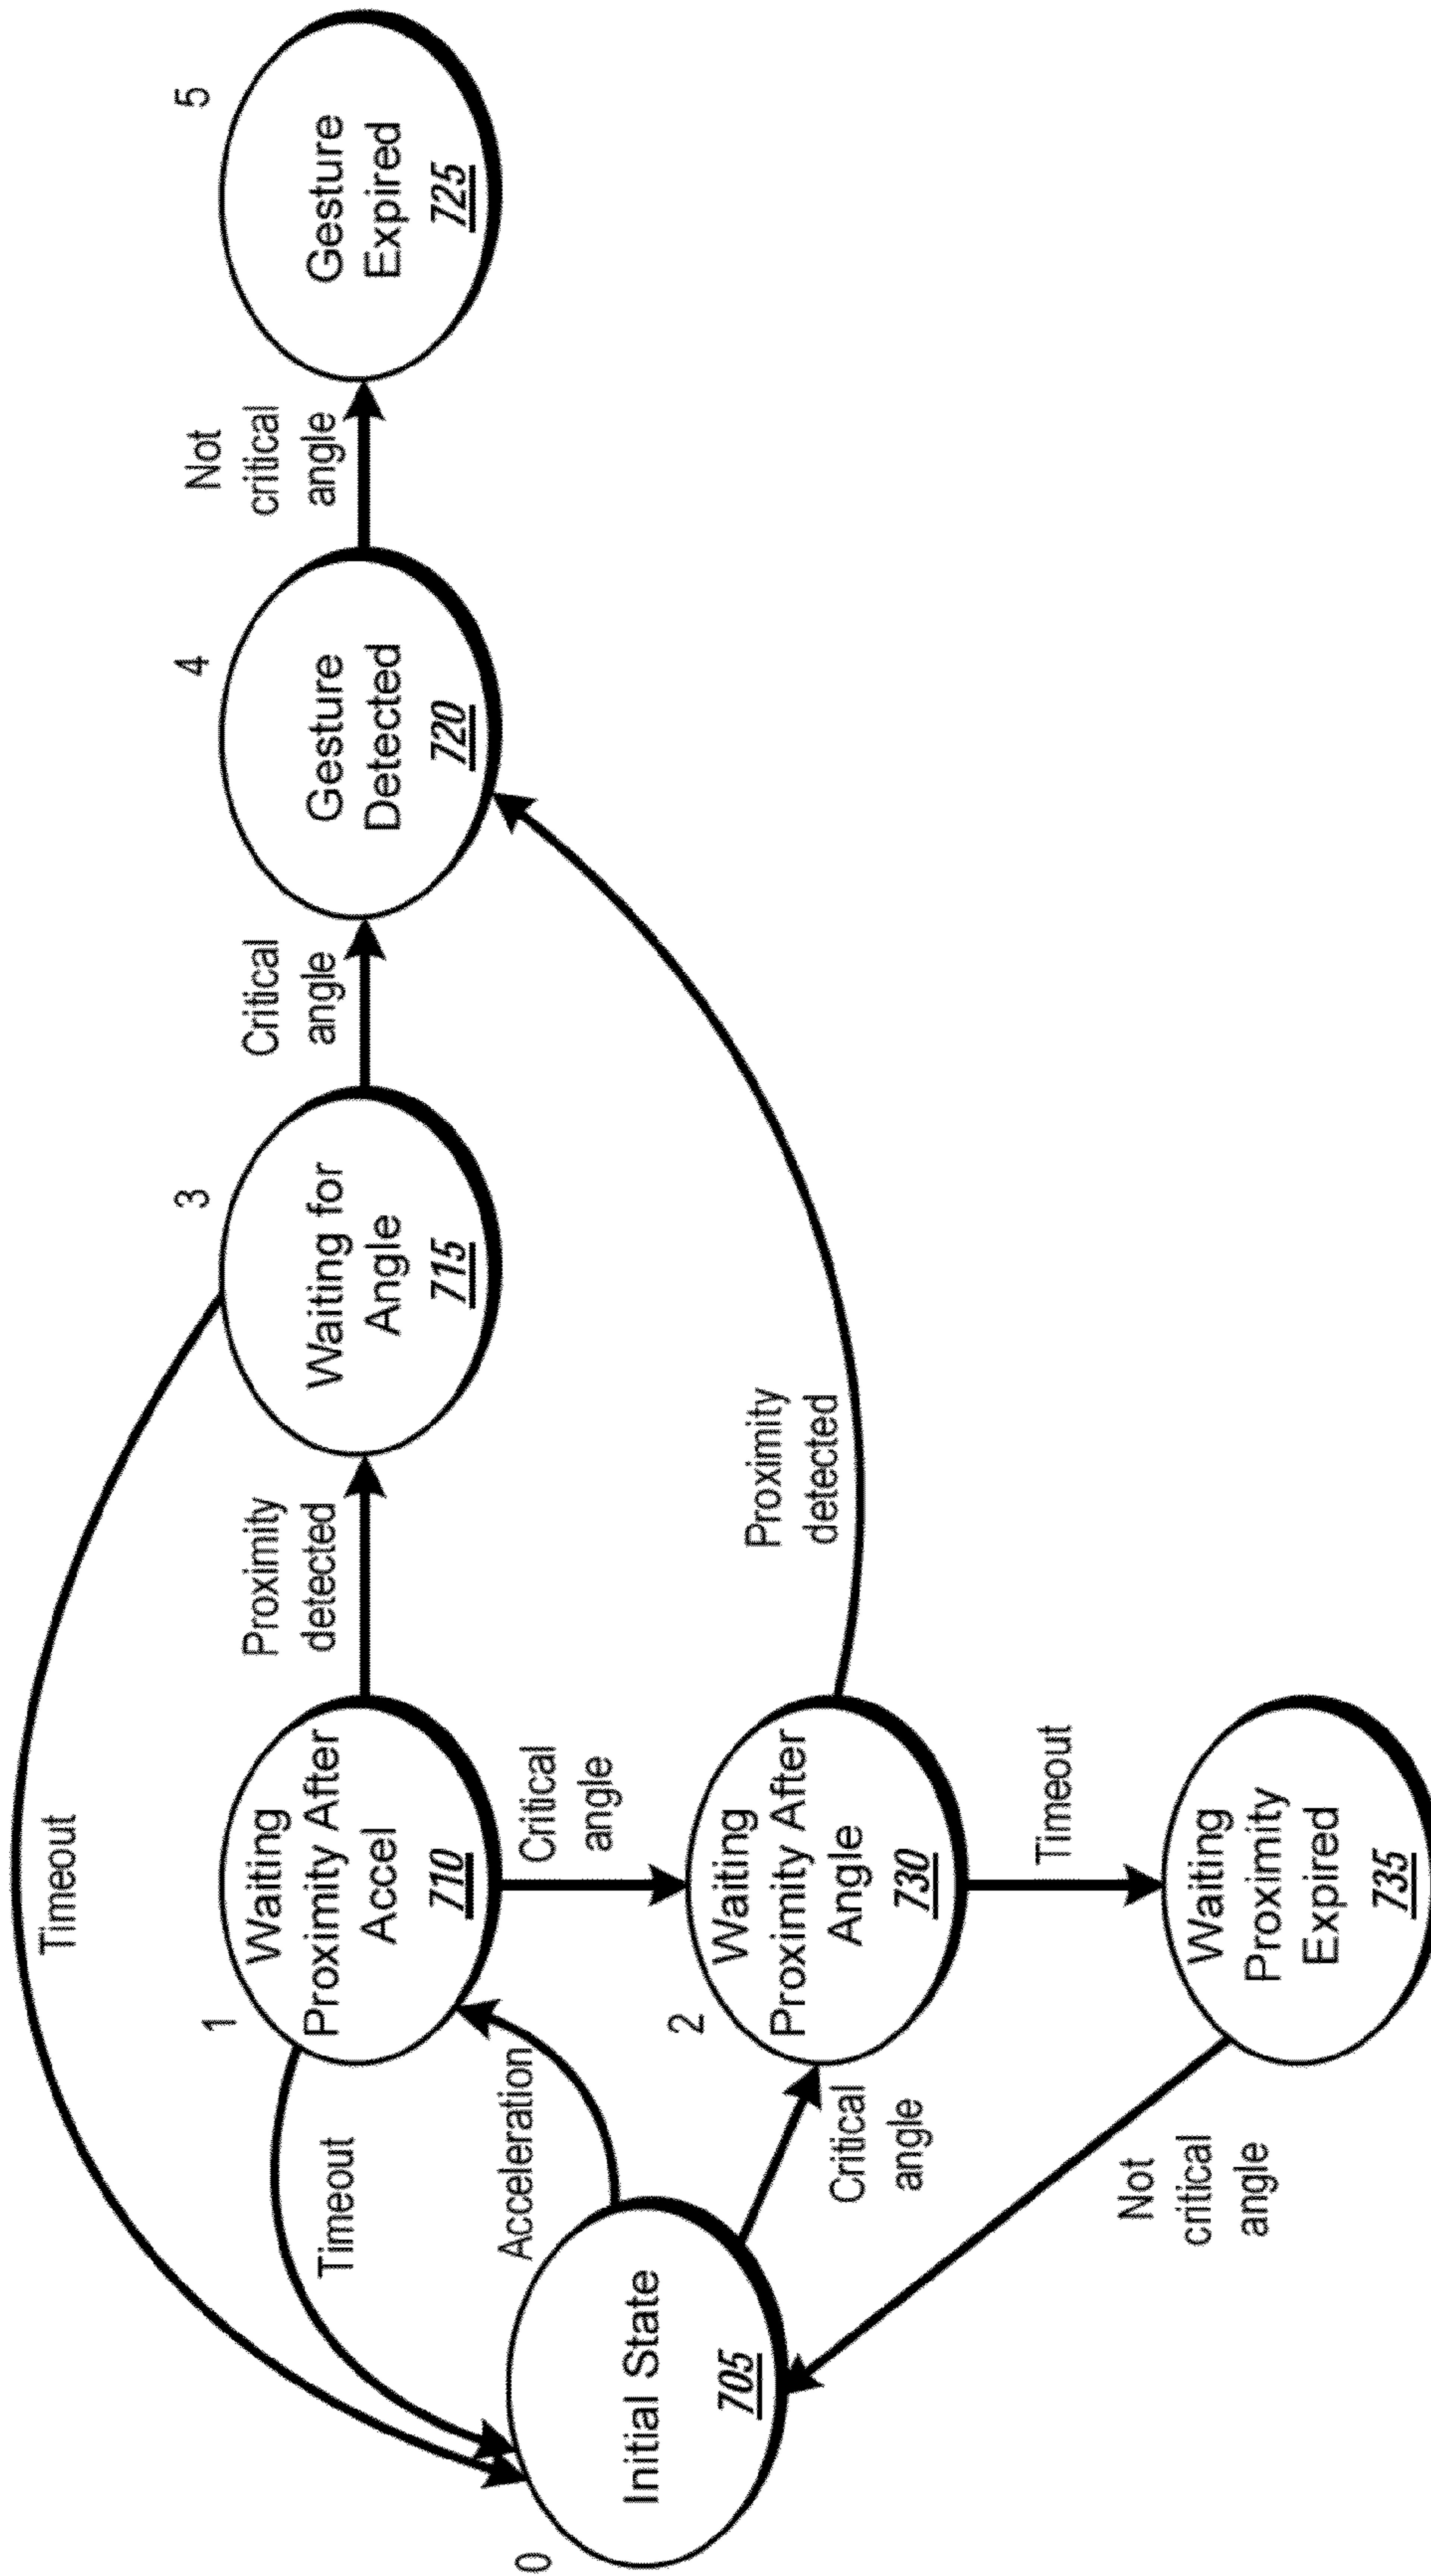 Timeout
Timeout
1
Waiting
Proximity After
Accel
710
Proximity
detected
3
Waiting for
Angle
715
Critical
angle
4
Gesture
Detected
720
Not
critical
angle
5
Gesture
Expired
725
0
Initial State
705
Acceleration
Critical
angle
Critical
angle
2
Waiting
Proximity After
Angle
730
Proximity
detected
Timeout
Not
critical
angle
Waiting
Proximity
Expired
735